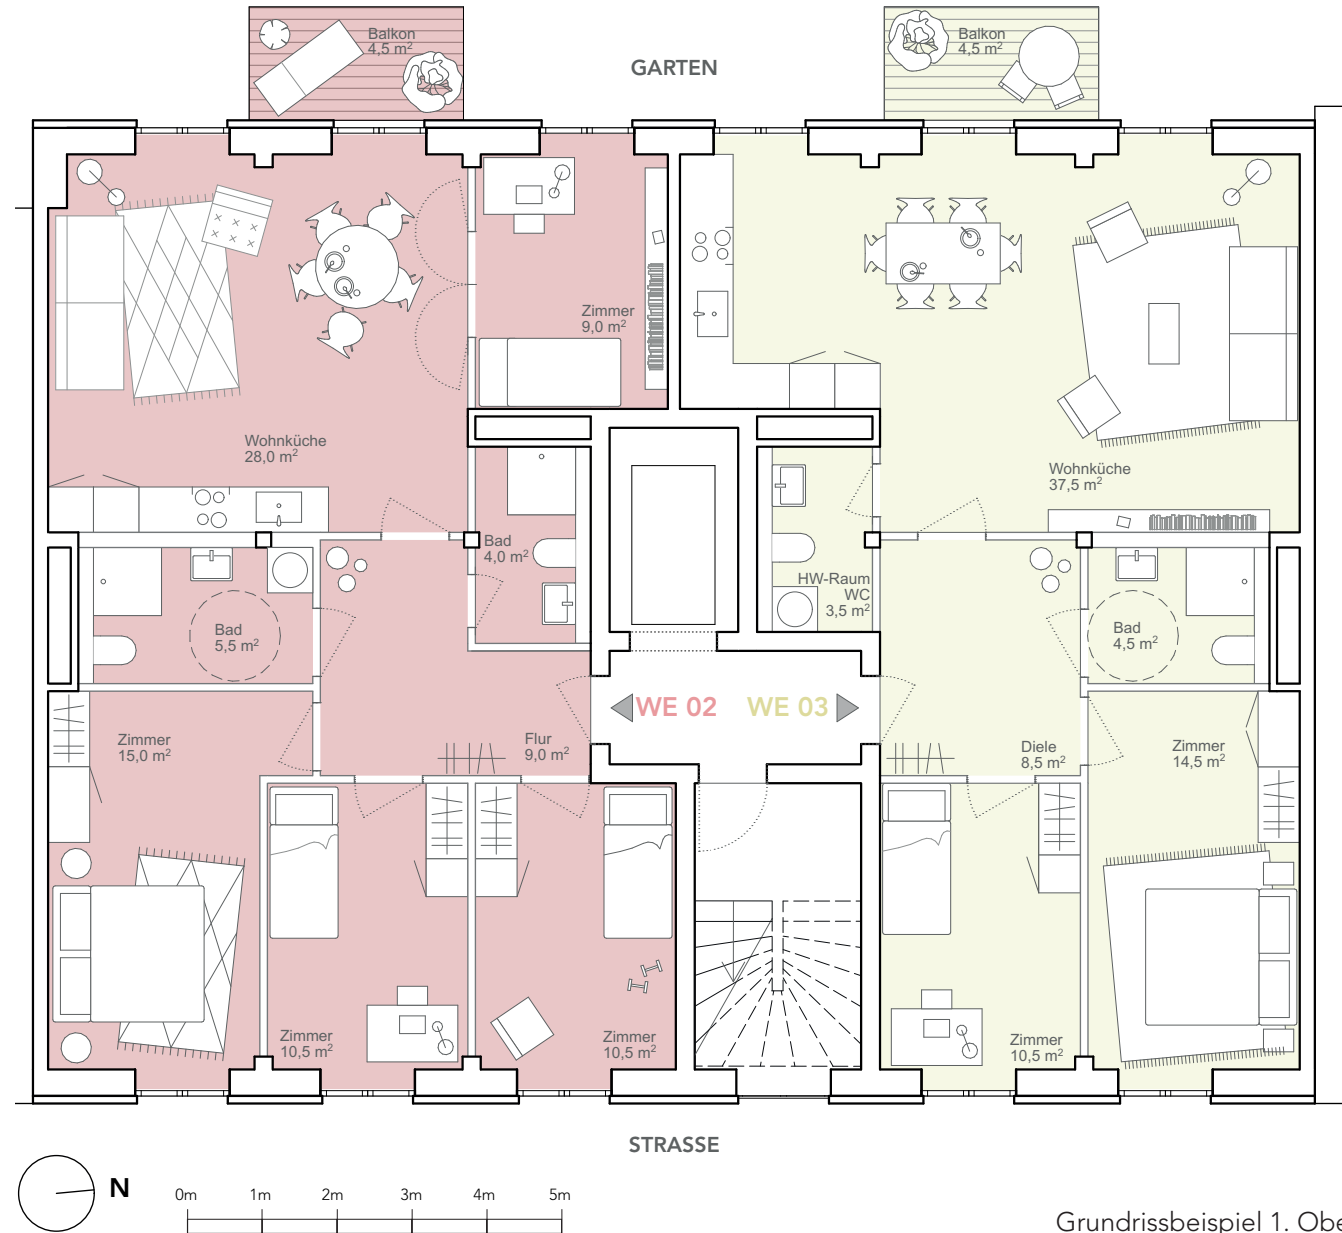 Balkon
4,5 m²
GARTEN
Balkon
4,5 m²
Zimmer
9,0 m²
Wohnküche
28,0 m²
Wohnküche
37,5 m²
Bad
4,0 m²
HW-Raum
WC
3,5 m²
Bad
5,5 m²
Bad
4,5 m²
WE 02
WE 03
Zimmer
15,0 m²
Flur
9,0 m²
Diele
8,5 m²
Zimmer
14,5 m²
Zimmer
10,5 m²
Zimmer
10,5 m²
Zimmer
10,5 m²
STRASSE
N
0m 1m 2m 3m 4m 5m
Grundrissbeispiel 1. Obe